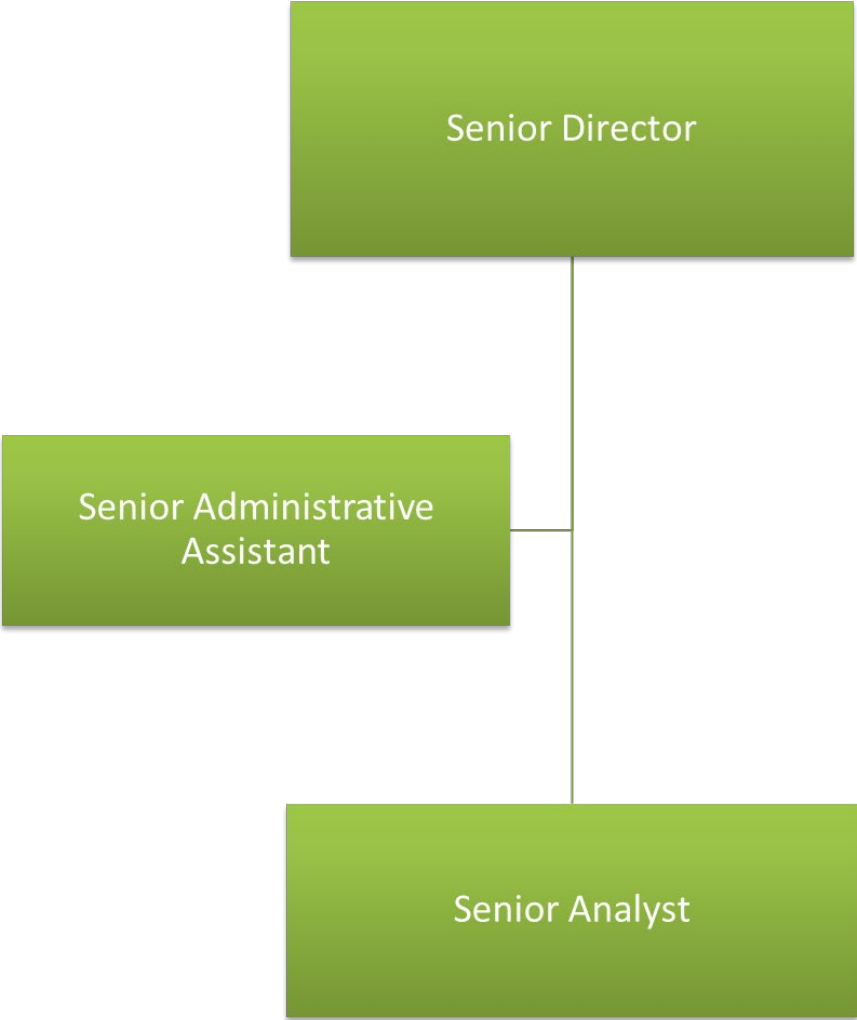 Senior Director
Senior Administrative
Assistant
Senior Analyst